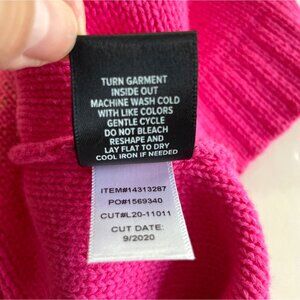 TURN GARMENT
INSIDE OUT
MACHINE WASH COLD
WITH LIKE COLORS
GENTLE CYCLE
DO NOT BLEACH
RESHAPE AND
LAY FLAT TO DRY
COOL IRON IF NEEDED
ITEM#14313287
PO#1569340
CUT#L20-11011
CUT DATE:
9/2020